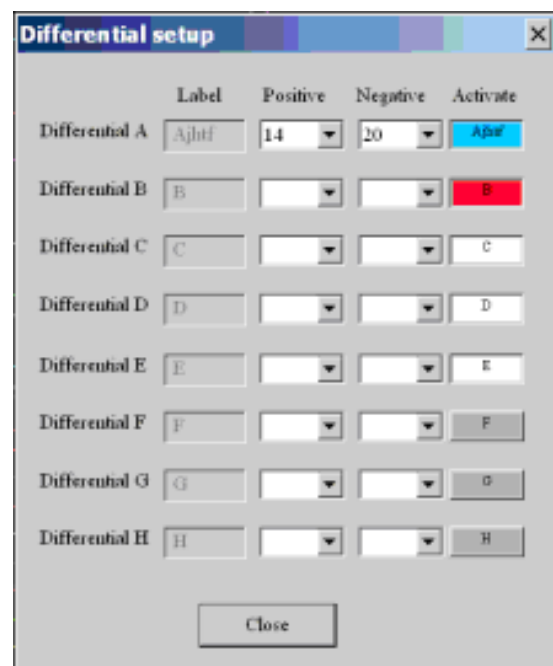 Differential setup
Label Positive Negative Activate
Differential A Ajhtf 14 20 Ajhtf
Differential B B B
Differential C C C
Differential D D D
Differential E E E
Differential F F F
Differential G G G
Differential H H H
Close